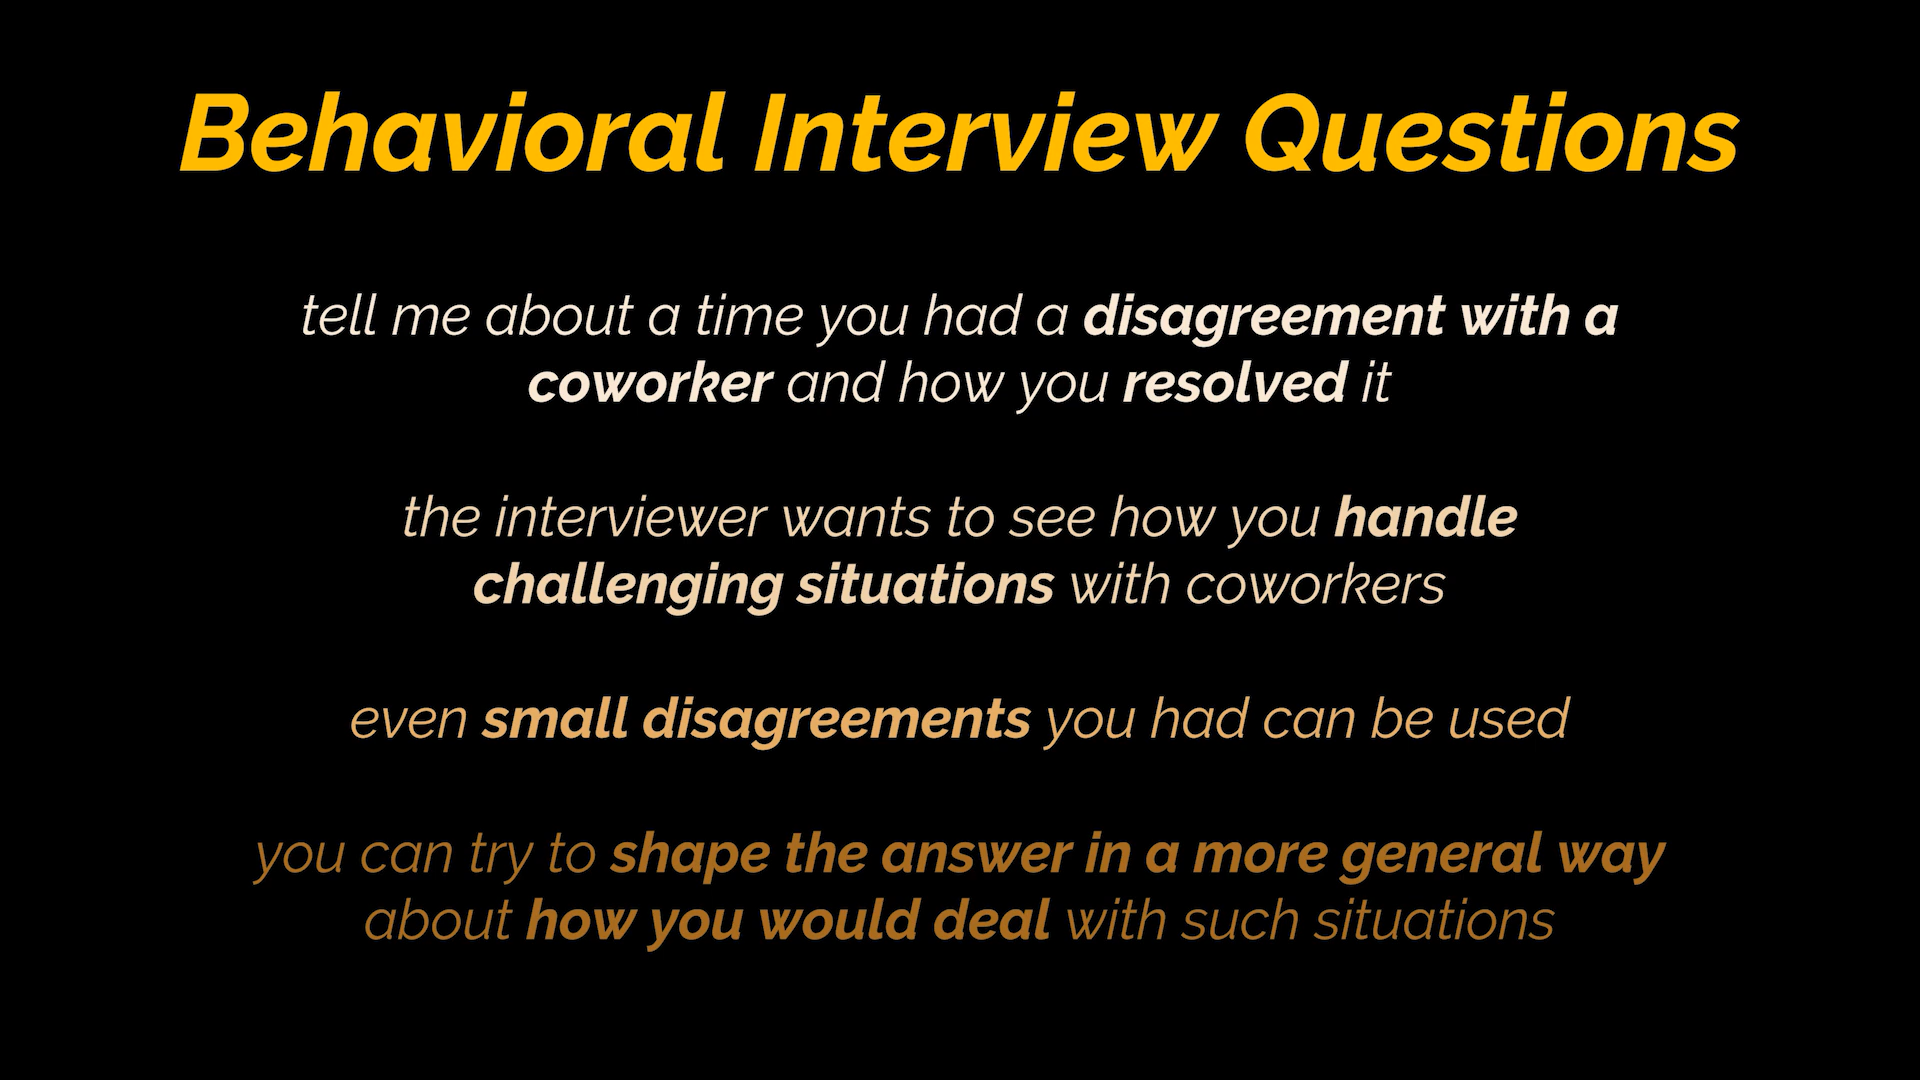 Behavioral Interview Questions
tell me about a time you had a disagreement with a
coworker and how you resolved it
the interviewer wants to see how you handle
challenging situations with coworkers
even small disagreements you had can be used
you can try to shape the answer in a more general way
about how you would deal with such situations